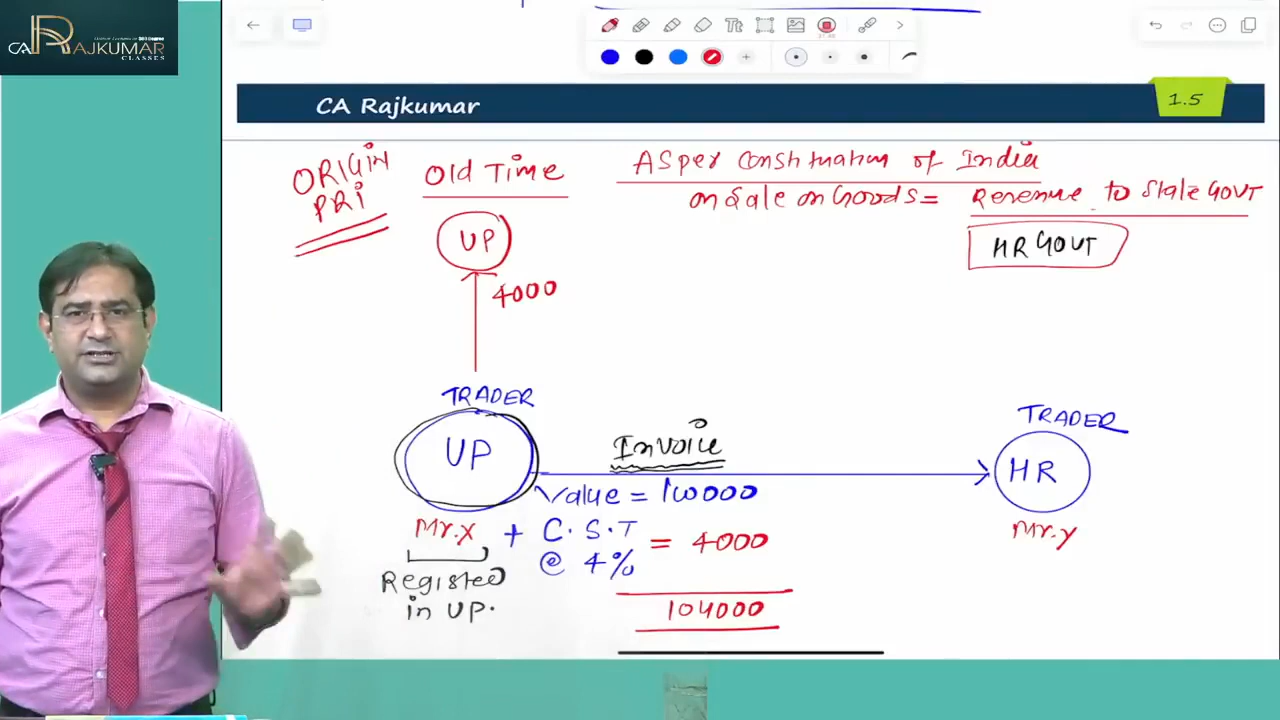 CA RAJKUMAR
CLASSES
CA Rajkumar
1.5
ORIGIN
PRI
Old Time
UP
4000
As per Constitution of India
on Sale on Goods = Revenue to State Govt
HR GOVT
TRADER
UP
Invoice
Value = 100000
Mr. X + C.S.T
@ 4% = 4000
Registed
in UP.
104000
TRADER
HR
Mr. y